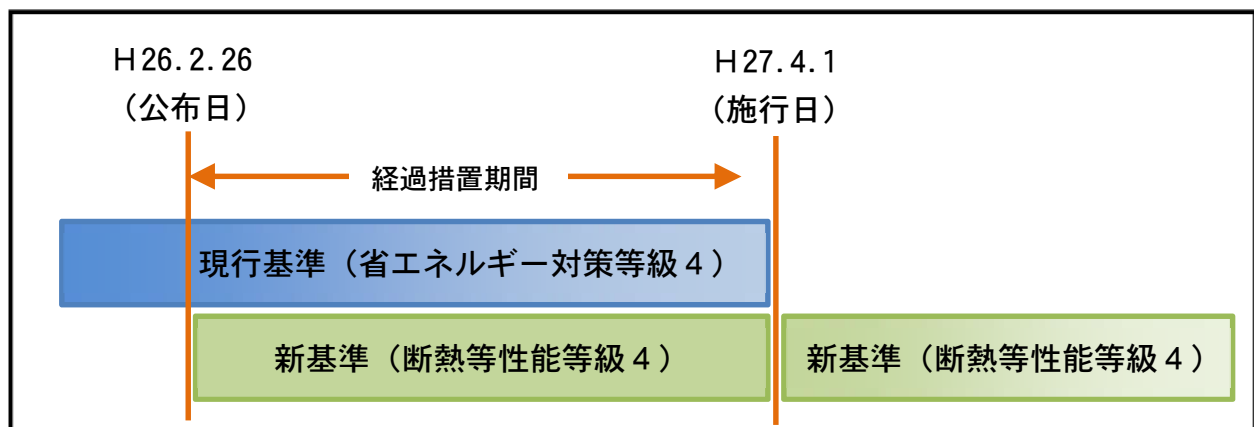 Ｈ26.2.26
（公布日）
Ｈ27.4.1
（施行日）
経過措置期間
現行基準（省エネルギー対策等級４）
新基準（断熱等性能等級４）
新基準（断熱等性能等級４）